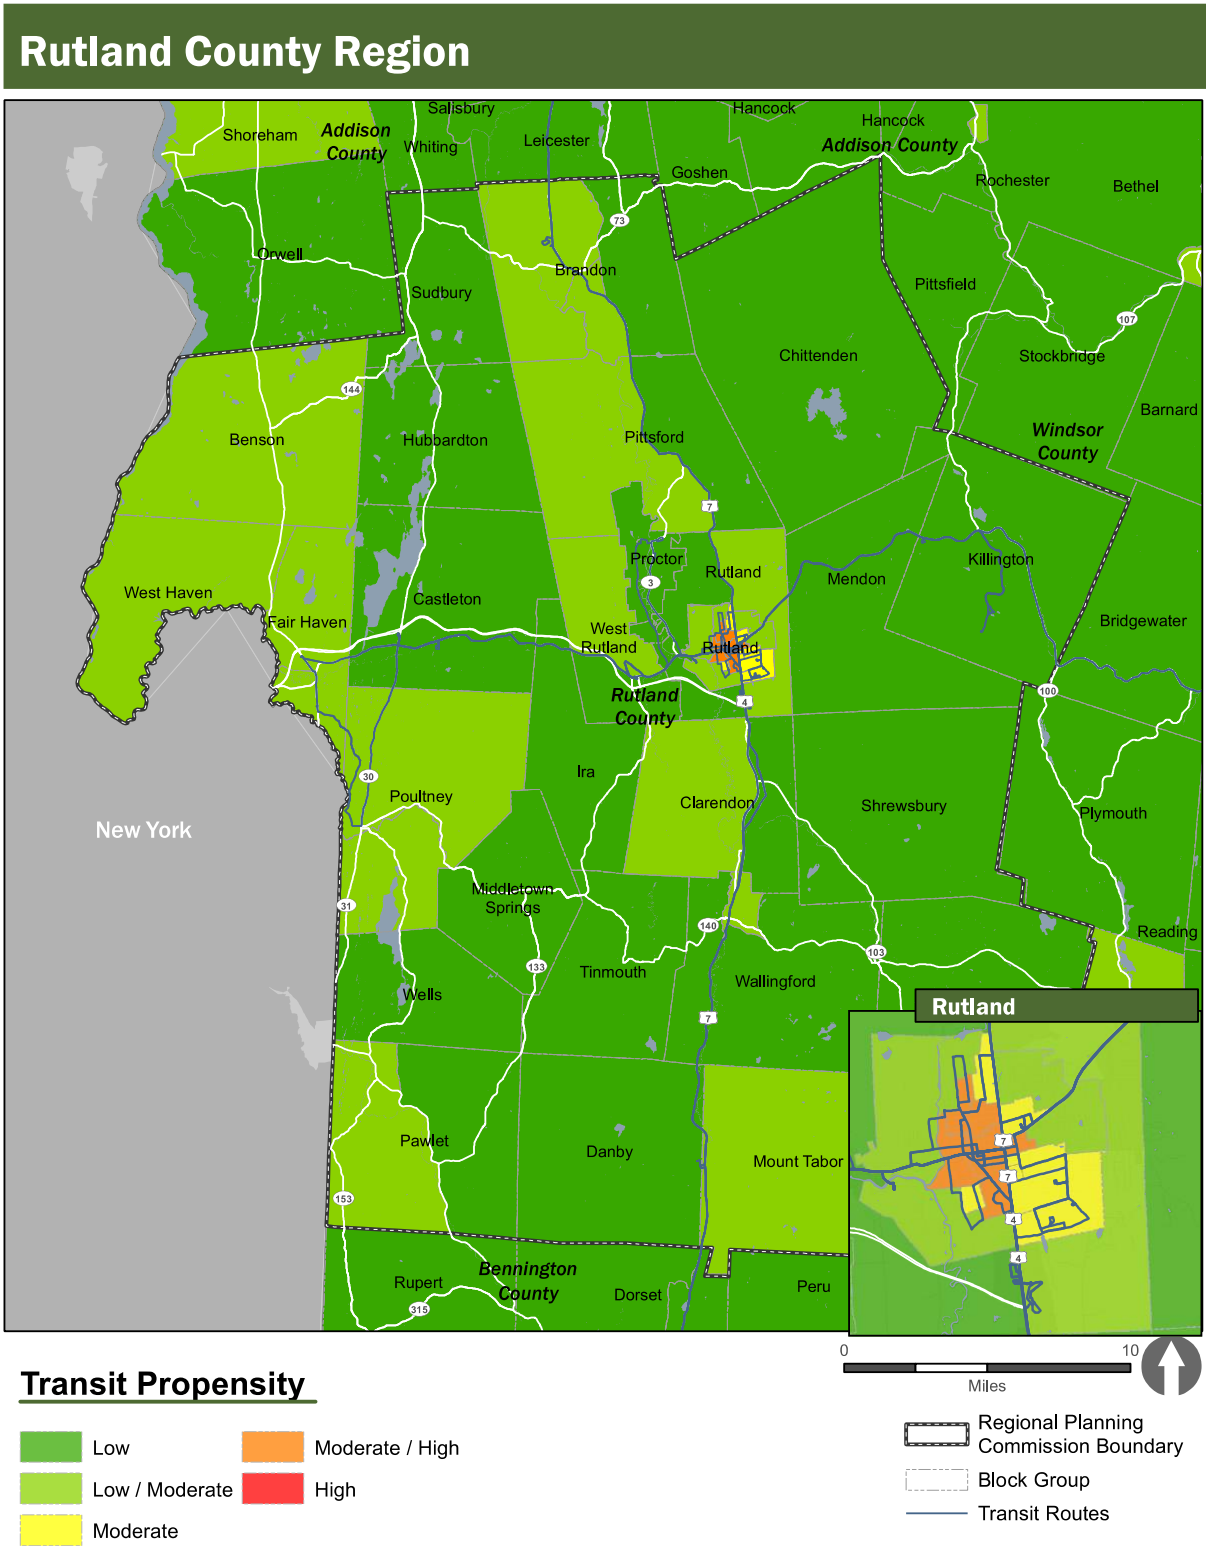 Rutland County Region
Salisbury
Hancock
Hancock
Shoreham
Addison
County
Whiting
Leicester
Addison County
Goshen
Rochester
Bethel
73
Orwell
Brandon
Sudbury
Pittsfield
107
Chittenden
Stockbridge
144
Barnard
Benson
Hubbardton
Pittsford
Windsor
County
7
Proctor
Killington
Rutland
Mendon
3
West Haven
Castleton
Fair Haven
West
Rutland
Rutland
Bridgewater
Rutland
County
4
100
Ira
30
Poultney
Clarendon
Shrewsbury
Plymouth
New York
Middletown
Springs
31
140
Reading
103
133
Tinmouth
Wallingford
Wells
Rutland
7
7
7
4
4
Pawlet
Danby
Mount Tabor
153
Bennington
County
Rupert
Dorset
Peru
315
0
10
Miles
Transit Propensity
Low
Low / Moderate
Moderate
Moderate / High
High
Regional Planning
Commission Boundary
Block Group
Transit Routes